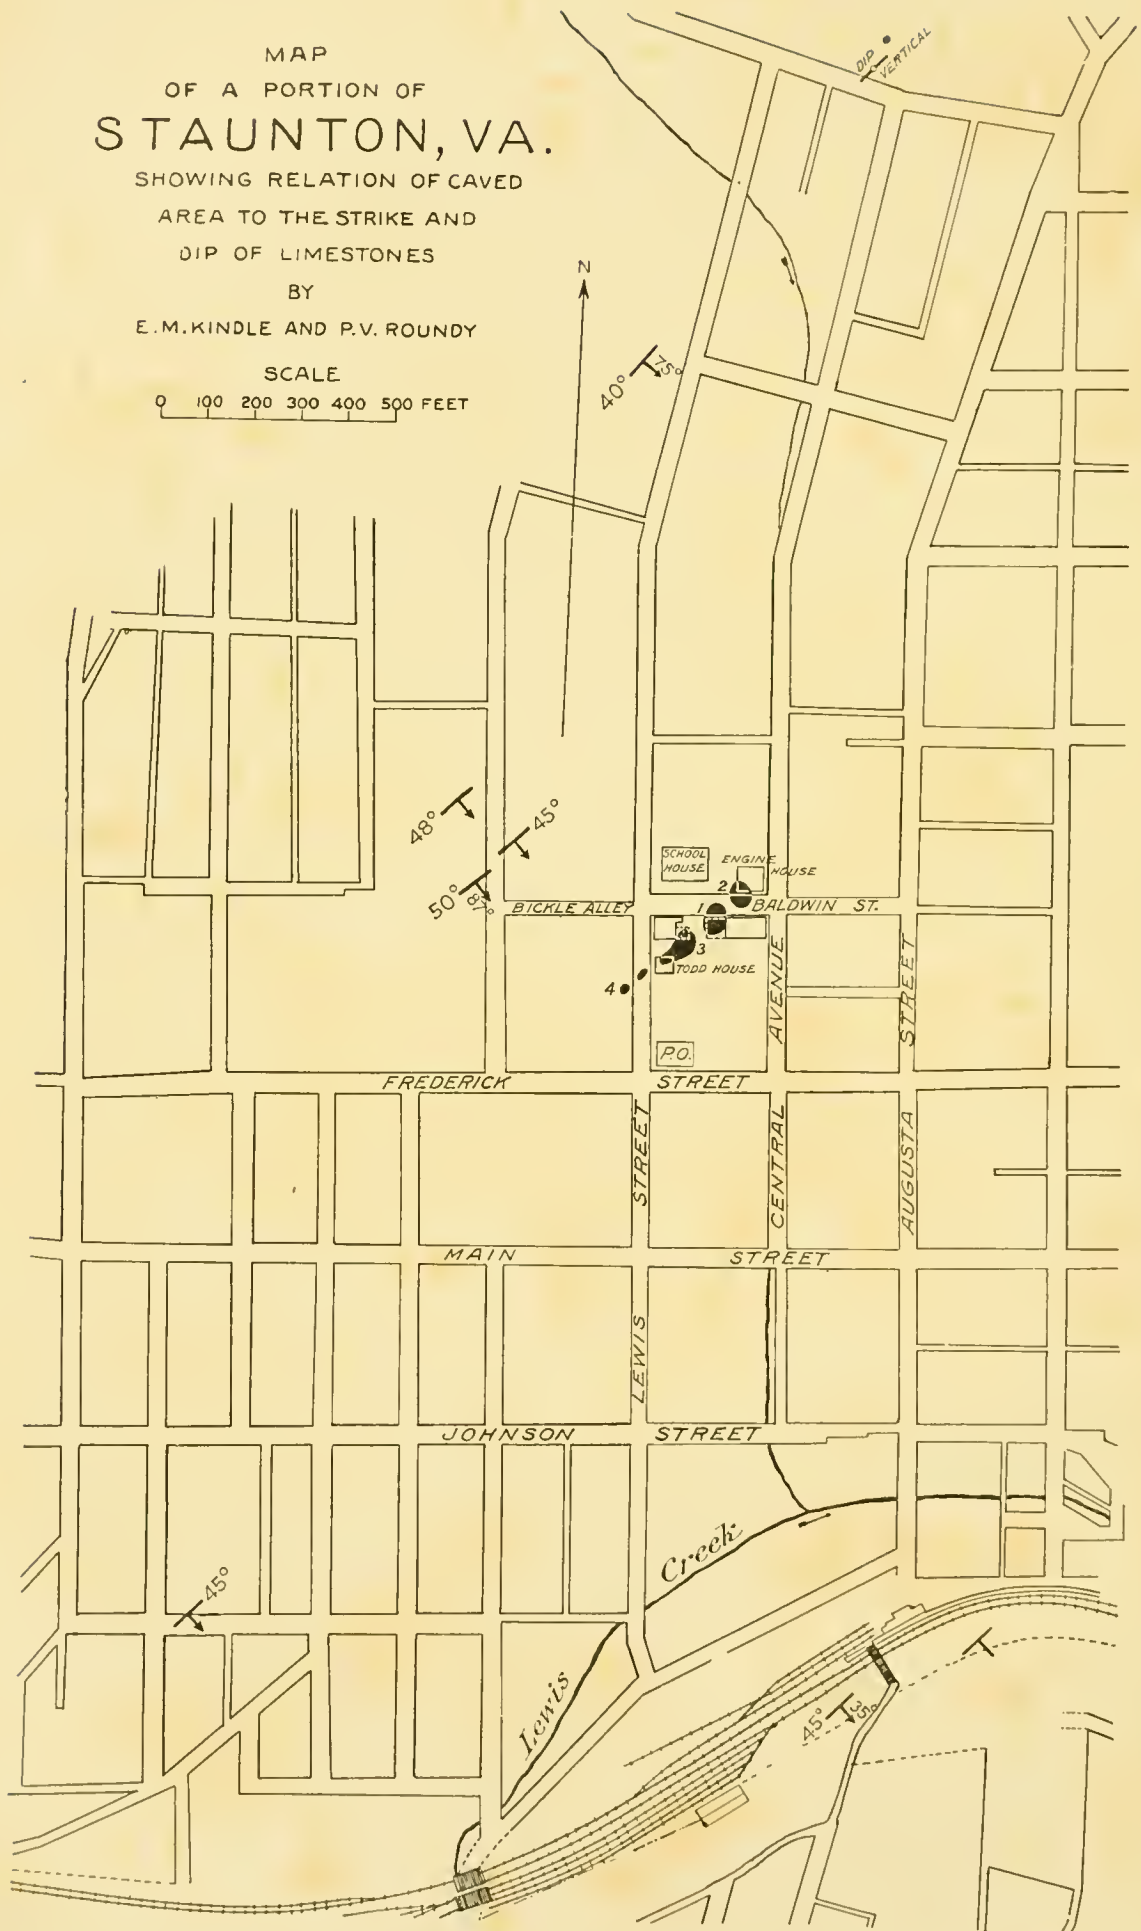 MAP
OF A PORTION OF
STAUNTON, VA.
SHOWING RELATION OF CAVED
AREA TO THE STRIKE AND
DIP OF LIMESTONES
BY
E.M.KINDLE AND P.V. ROUNDY
SCALE
0 100 200 300 400 500 FEET
DIP
VERTICAL
N
40°
75°
48°
45°
50°
87°
SCHOOL
HOUSE
ENGINE
HOUSE
2
1
BICKLE ALLEY
BALDWIN ST.
3
TODD HOUSE
4
P.O.
AVENUE
STREET
FREDERICK STREET
STREET
CENTRAL
AUGUSTA
MAIN STREET
LEWIS
JOHNSON STREET
Creek
45°
Lewis
45°
35°